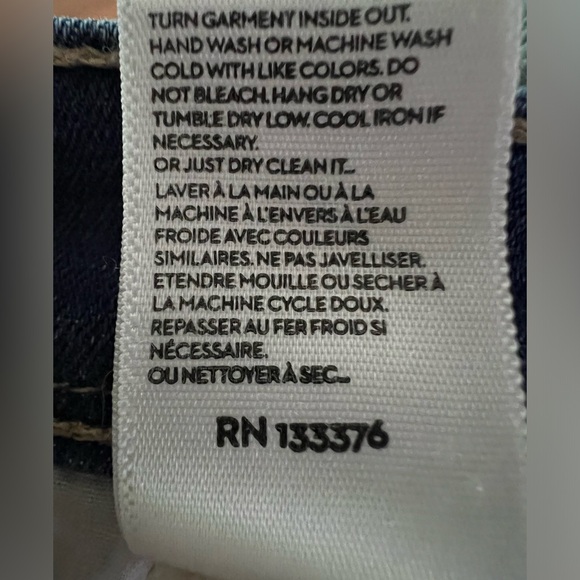 TURN GARMENT INSIDE OUT.
HAND WASH OR MACHINE WASH
COLD WITH LIKE COLORS. DO
NOT BLEACH. HANG DRY OR
TUMBLE DRY LOW. COOL IRON IF
NECESSARY.
OR JUST DRY CLEAN IT...
LAVER À LA MAIN OU À LA
MACHINE À L'ENVERS À L'EAU
FROIDE AVEC COULEURS
SIMILAIRES. NE PAS JAVELLISER.
ETENDRE MOUILLE OU SECHER À
LA MACHINE CYCLE DOUX.
REPASSER AU FER FROID SI
NÉCESSAIRE.
OU NETTOYER À SEC...
RN 133376